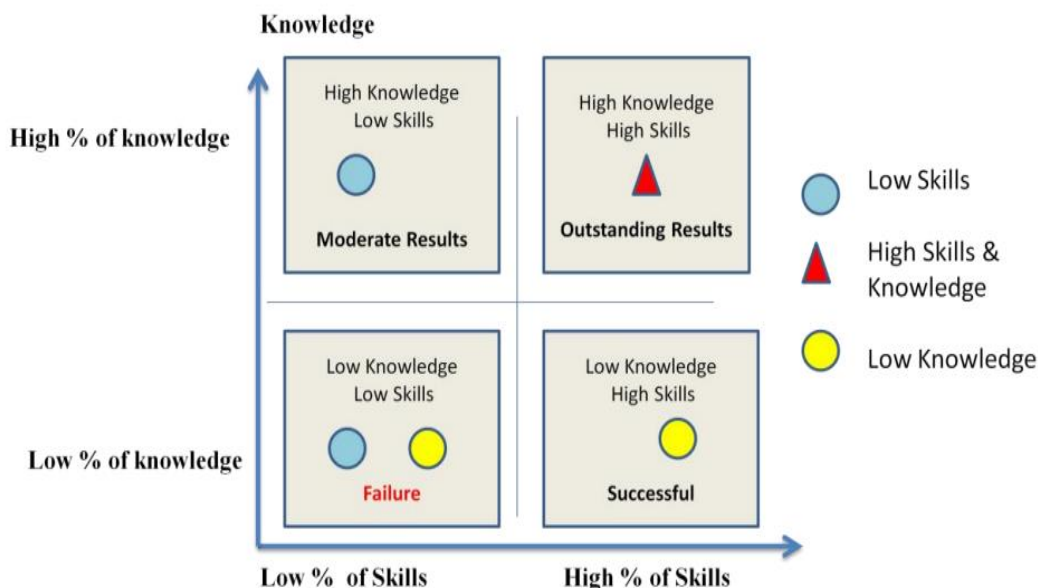 Knowledge
High % of knowledge
High Knowledge
Low Skills
Moderate Results
High Knowledge
High Skills
Outstanding Results
Low Skills
High Skills &
Knowledge
Low Knowledge
Low % of knowledge
Low Knowledge
Low Skills
Failure
Low Knowledge
High Skills
Successful
Low %  of Skills
High % of Skills